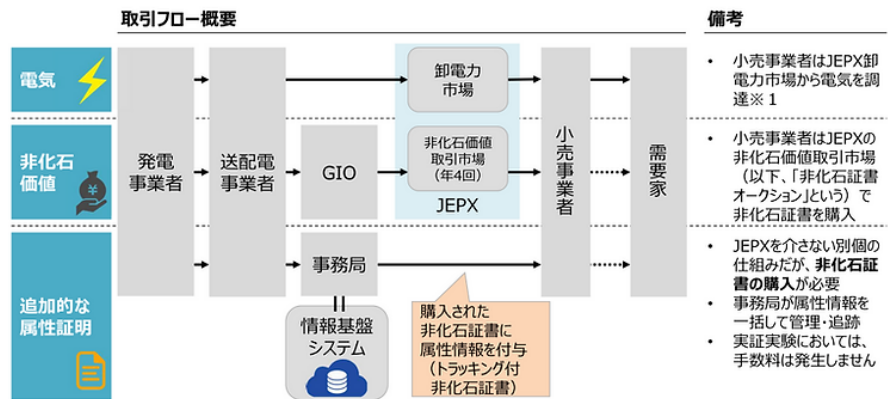 取引フロー概要
備考
電気
卸電力
市場
・ 小売事業者はJEPX卸
電力市場から電気を調
達※1
非化石
価値
発電
事業者
送配電
事業者
GIO
非化石価値
取引市場
(年4回)
JEPX
小売事業者
需要家
・ 小売事業者はJEPXの
非化石価値取引市場
(以下、「非化石証書
オークション」という)で
非化石証書を購入
追加的な
属性証明
事務局
情報基盤
システム
購入された
非化石証書に
属性情報を付与
(トラッキング付
非化石証書)
・ JEPXを介さない別個の
仕組みだが、非化石証
書の購入が必要
・ 事務局が属性情報を
一括して管理・追跡
・ 実証実験においては、
手数料は発生しません